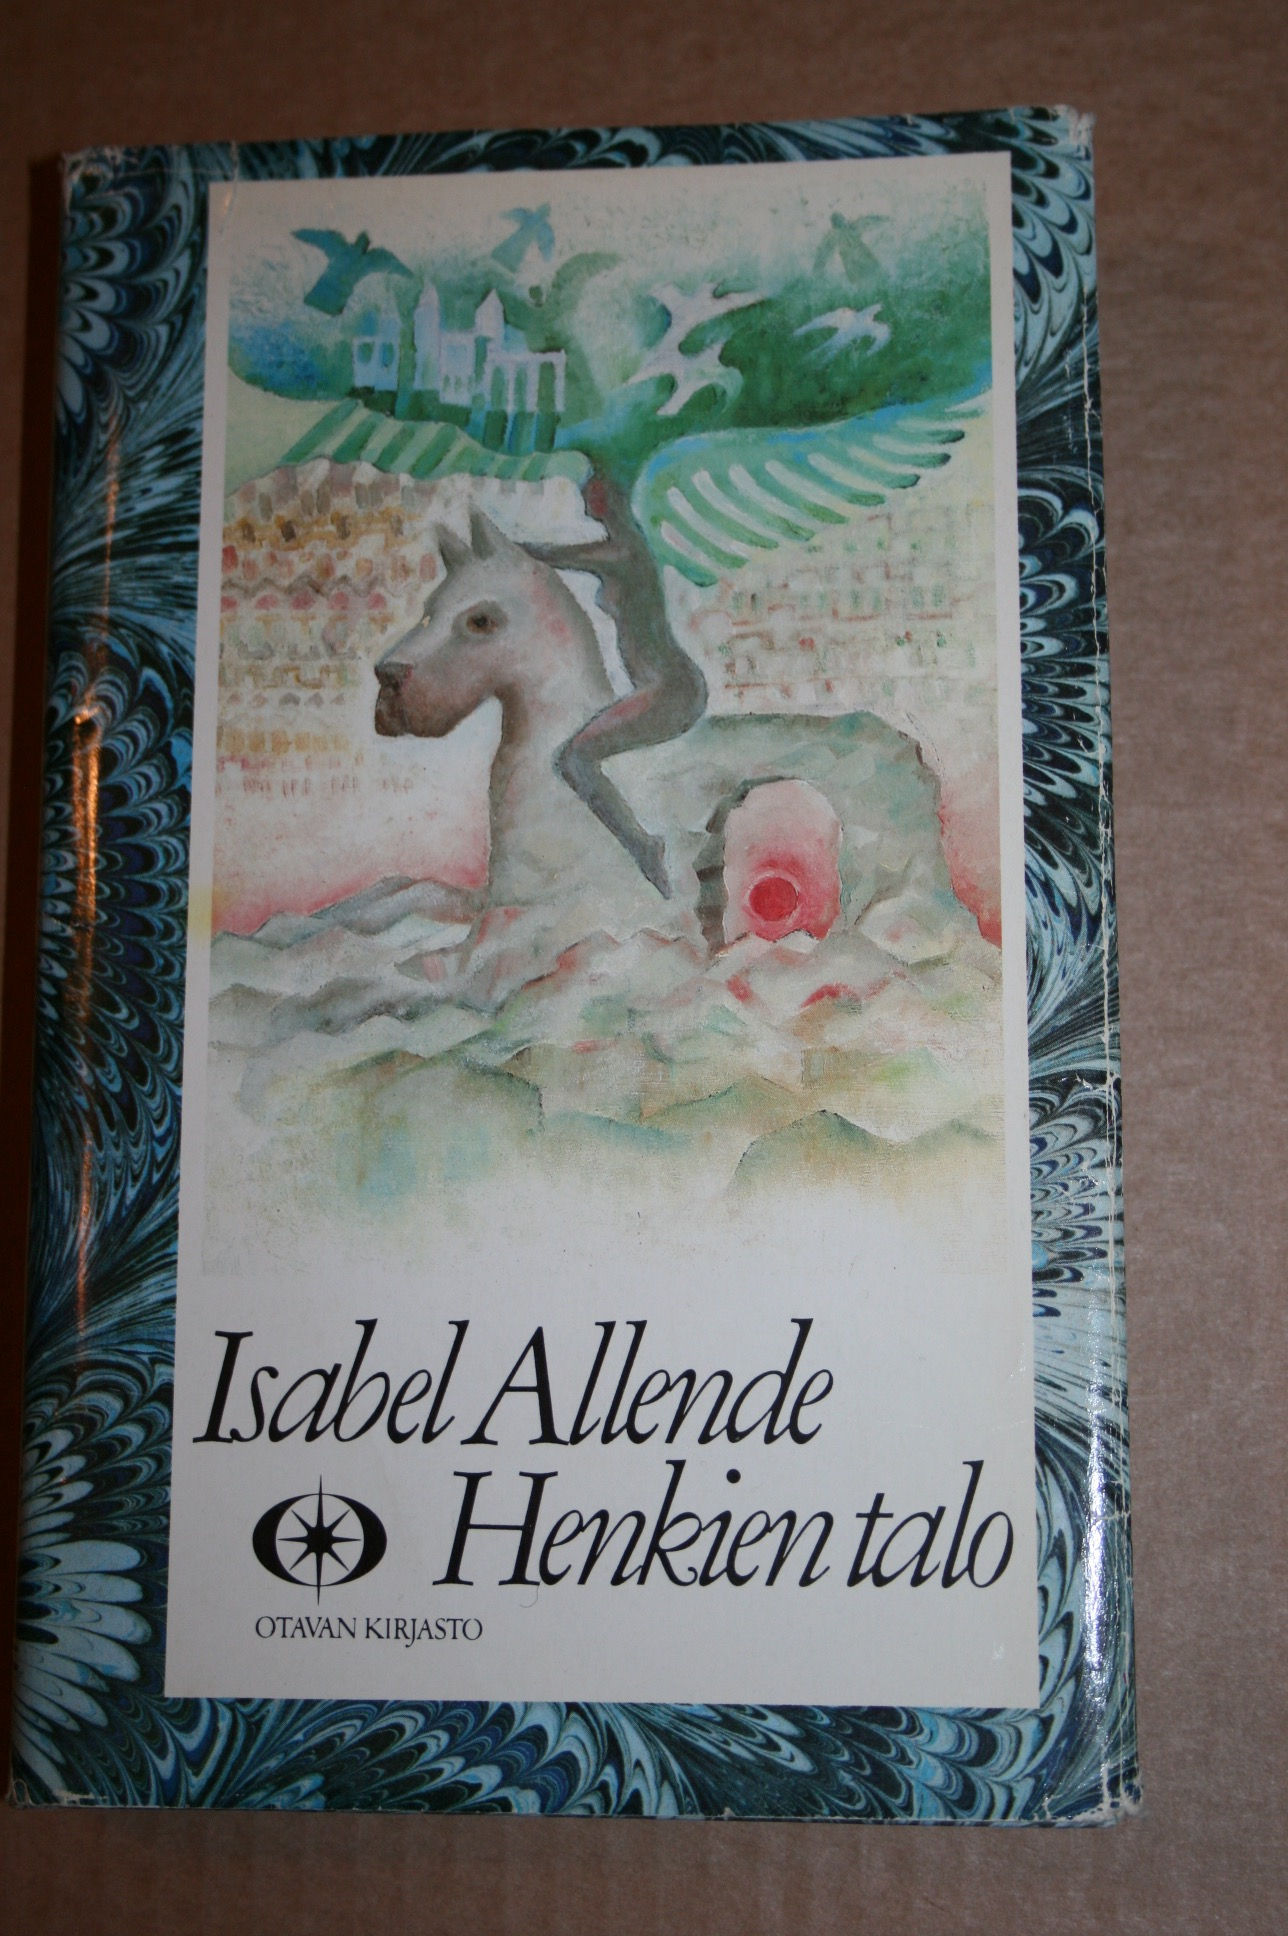 Isabel Allende
Henkien talo
OTAVAN KIRJASTO